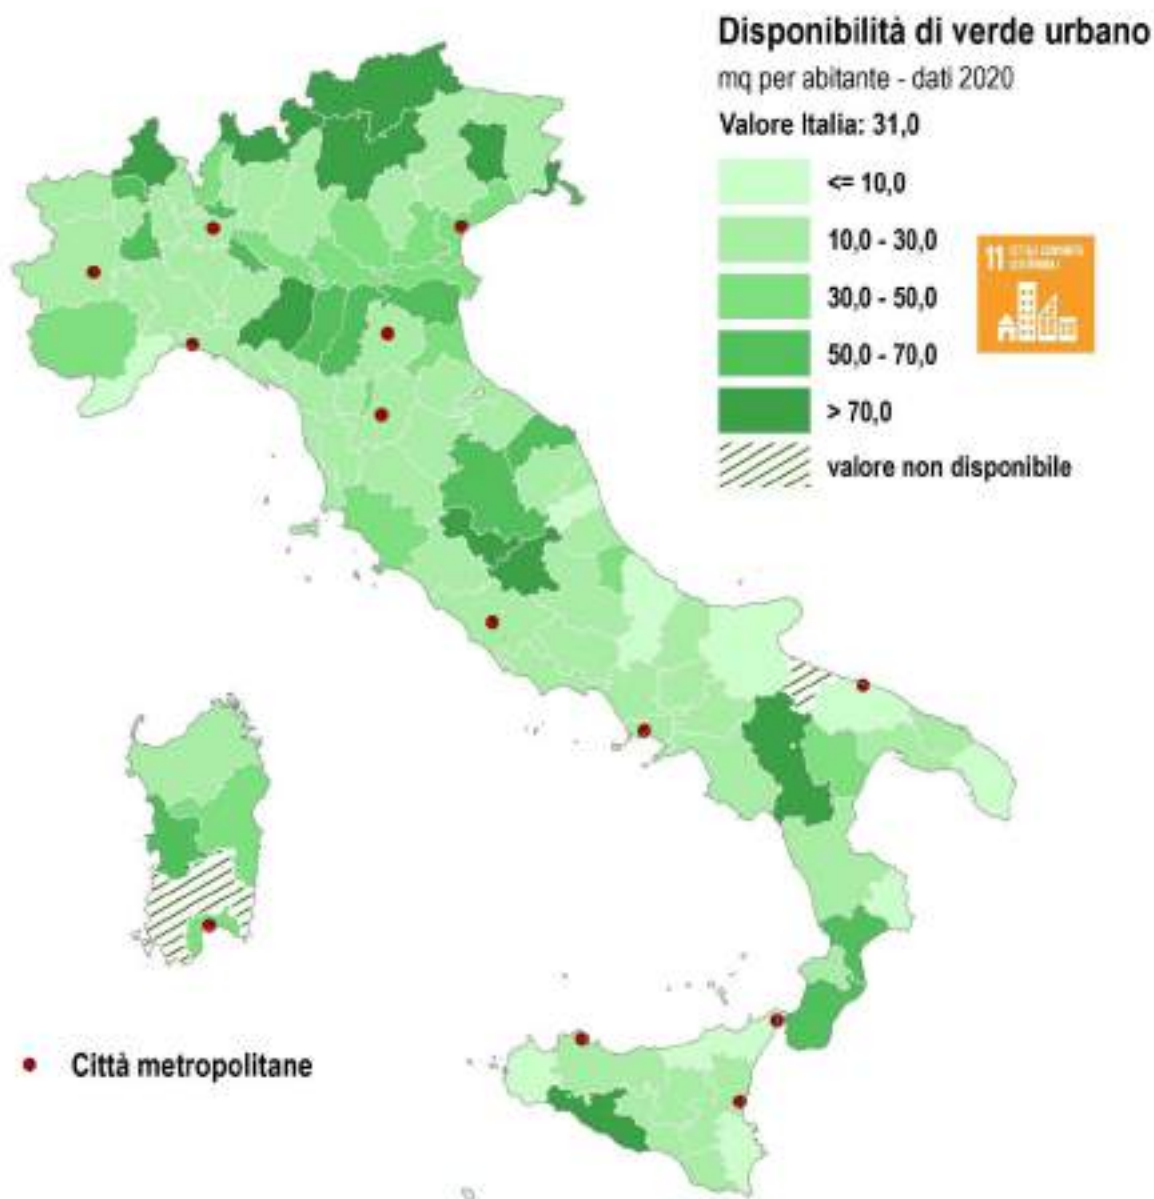 Disponibilità di verde urbano
mq per abitante - dati 2020
Valore Italia: 31,0
<= 10,0
10,0 - 30,0
30,0 - 50,0
50,0 - 70,0
> 70,0
valore non disponibile
11
Città metropolitane